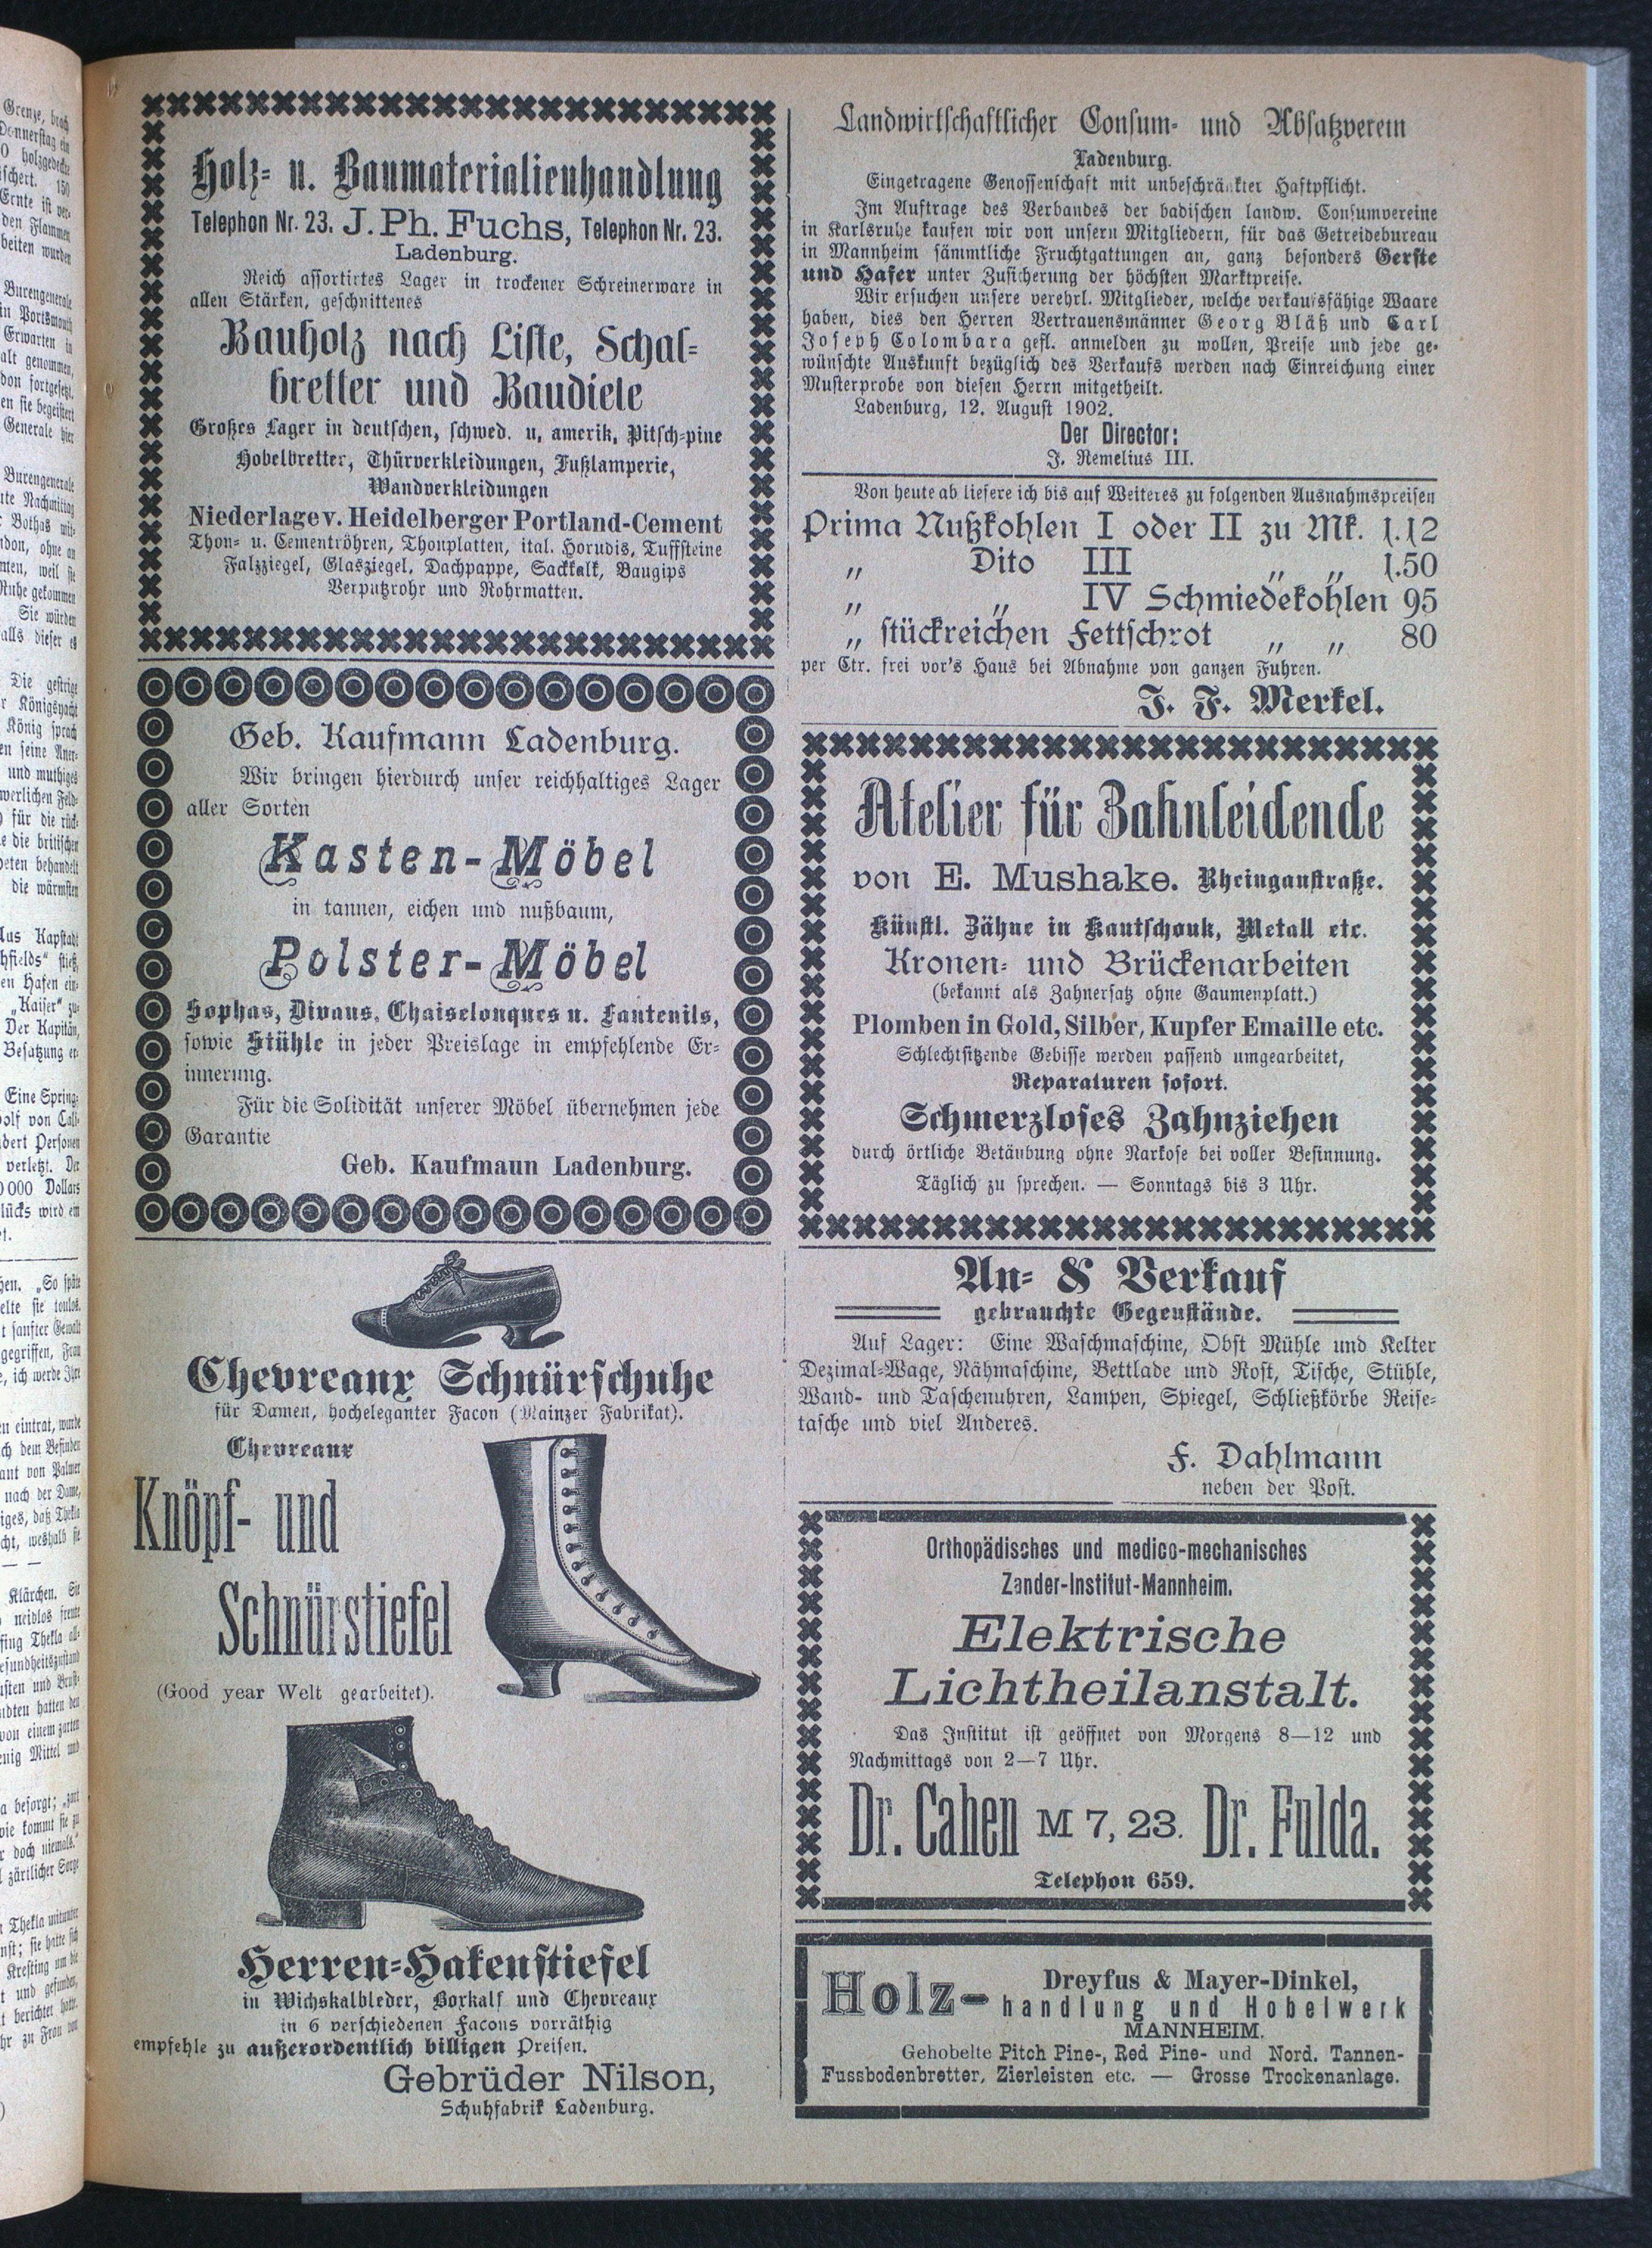 Holz- u. Baumaterialienhandlung
Telephon Nr. 23. J. Ph. Fuchs, Telephon Nr. 23.
Ladenburg.
Reich assortirtes Lager in trockener Schreinerware in
allen Stärken, geschnittenes
Bauholz nach Liste, Schal-
bretter und Baudiele
Großes Lager in deutschen, schwed. u. amerik. Pitsch-pine
Hobelbretter, Thürverkleidungen, Fußlamperie,
Wandverkleidungen
Niederlage v. Heidelberger Portland-Cement
Thon- u. Cementröhren, Thonplatten, ital. Horudis, Tuffsteine
Falzziegel, Glasziegel, Dachpappe, Sackkalk, Baugips
Verputzrohr und Rohrmatten.
Geb. Kaufmann Ladenburg.
Wir bringen hierdurch unser reichhaltiges Lager
aller Sorten
Kasten-Möbel
in tannen, eichen und nußbaum,
Polster-Möbel
Sophas, Divans, Chaiselonques u. Fantenils,
sowie Stühle in jeder Preislage in empfehlende Er-
innerung.
Für die Solidität unserer Möbel übernehmen jede
Garantie
Geb. Kaufmaun Ladenburg.
Chevreaux Schnürschuhe
für Damen, hocheleganter Facon (Mainzer Fabrikat).
Chevreaux
Knöpf- und
Schnürstiefel
(Good year Welt gearbeitet).
Herren-Hakenstiefel
in Wichskalbleder, Boxkalf und Chevreaux
in 6 verschiedenen Facons vorräthig
empfehle zu außerordentlich billigen Preisen.
Gebrüder Nilson,
Schuhfabrik Ladenburg.
Landwirtschaftlicher Consum- und Absatzverein
Ladenburg.
Eingetragene Genossenschaft mit unbeschränkter Haftpflicht.
Im Auftrage des Verbandes der badischen landw. Consumvereine
in Karlsruhe kaufen wir von unsern Mitgliedern, für das Getreidebureau
in Mannheim sämmtliche Fruchtgattungen an, ganz besonders Gerste
und Hafer unter Zusicherung der höchsten Marktpreise.
Wir ersuchen unsere verehrl. Mitglieder, welche verkaufsfähige Waare
haben, dies den Herren Vertrauensmänner Georg Bläß und Carl
Joseph Colombara gefl. anmelden zu wollen, Preise und jede ge-
wünschte Auskunft bezüglich des Verkaufs werden nach Einreichung einer
Musterprobe von diesen Herrn mitgetheilt.
Ladenburg, 12. August 1902.
Der Director:
J. Remelius III.
Von heute ab liefere ich bis auf Weiteres zu folgenden Ausnahmspreisen
Prima Nußkohlen I oder II zu Mk. 1.12
„ Dito III „ „ 1.50
„ „ IV Schmiedekohlen 95
„ stückreichen Fettschrot „ „ 80
per Ctr. frei vor's Haus bei Abnahme von ganzen Fuhren.
J. F. Merkel.
Atelier für Zahnleidende
von E. Mushake. Rheingaustraße.
Künstl. Zähne in Kautschouk, Metall etc.
Kronen- und Brückenarbeiten
(bekannt als Zahnersatz ohne Gaumenplatt.)
Plomben in Gold, Silber, Kupfer Emaille etc.
Schlechtsitzende Gebisse werden passend umgearbeitet,
Reparaturen sofort.
Schmerzloses Zahnziehen
durch örtliche Betäubung ohne Narkose bei voller Besinnung.
Täglich zu sprechen. — Sonntags bis 3 Uhr.
An- & Verkauf
gebrauchte Gegenstände.
Auf Lager: Eine Waschmaschine, Obst Mühle und Kelter
Dezimal-Wage, Nähmaschine, Bettlade und Rost, Tische, Stühle,
Wand- und Taschenuhren, Lampen, Spiegel, Schließkörbe Reise-
tasche und viel Anderes.
F. Dahlmann
neben der Post.
Orthopädisches und medico-mechanisches
Zander-Institut-Mannheim.
Elektrische
Lichtheilanstalt.
Das Institut ist geöffnet von Morgens 8—12 und
Nachmittags von 2—7 Uhr.
Dr. Cahen M 7, 23. Dr. Fulda.
Telephon 659.
Dreyfus & Mayer-Dinkel,
Holz- handlung und Hobelwerk
MANNHEIM.
Gehobelte Pitch Pine-, Red Pine- und Nord. Tannen-
Fussbodenbretter, Zierleisten etc. — Grosse Trockenanlage.